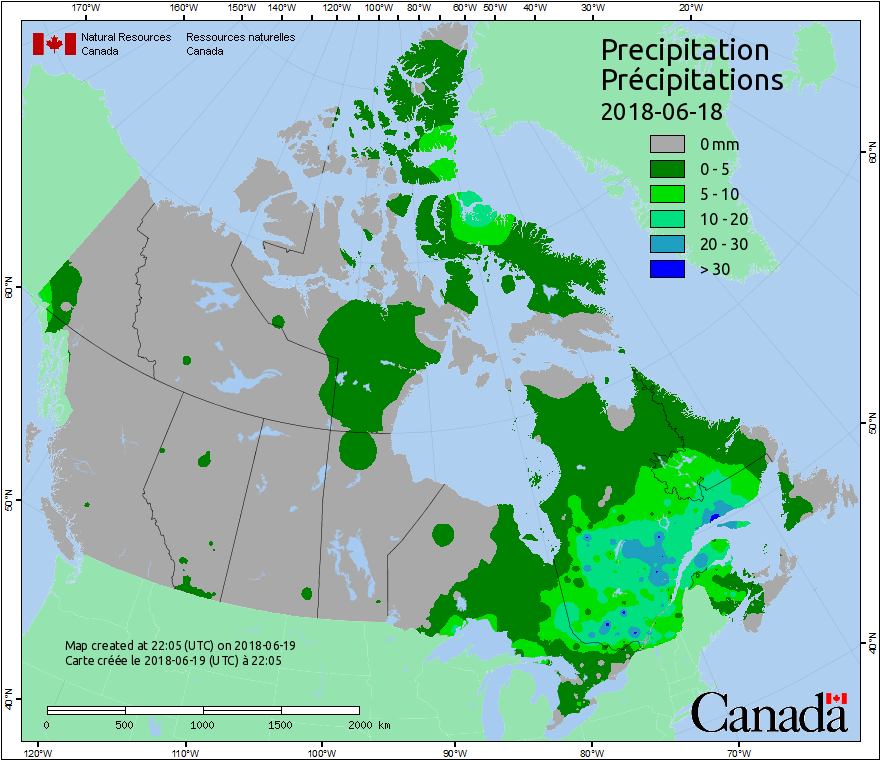 170°W 160°W 150°W 140°W 130°W 120°W 110°W 100°W 90°W 80°W 60°W 50°W 40°W 30°W 20°W
Natural Resources Canada
Ressources naturelles Canada
Precipitation
Précipitations
2018-06-18
0 mm
0 - 5
5 - 10
10 - 20
20 - 30
> 30
60°N
60°N
50°N
50°N
40°N
40°N
Map created at 22:05 (UTC) on 2018-06-19
Carte créée le 2018-06-19 (UTC) à 22:05
0 500 1000 1500 2000 km
Canada
120°W 110°W 100°W 90°W 80°W 70°W